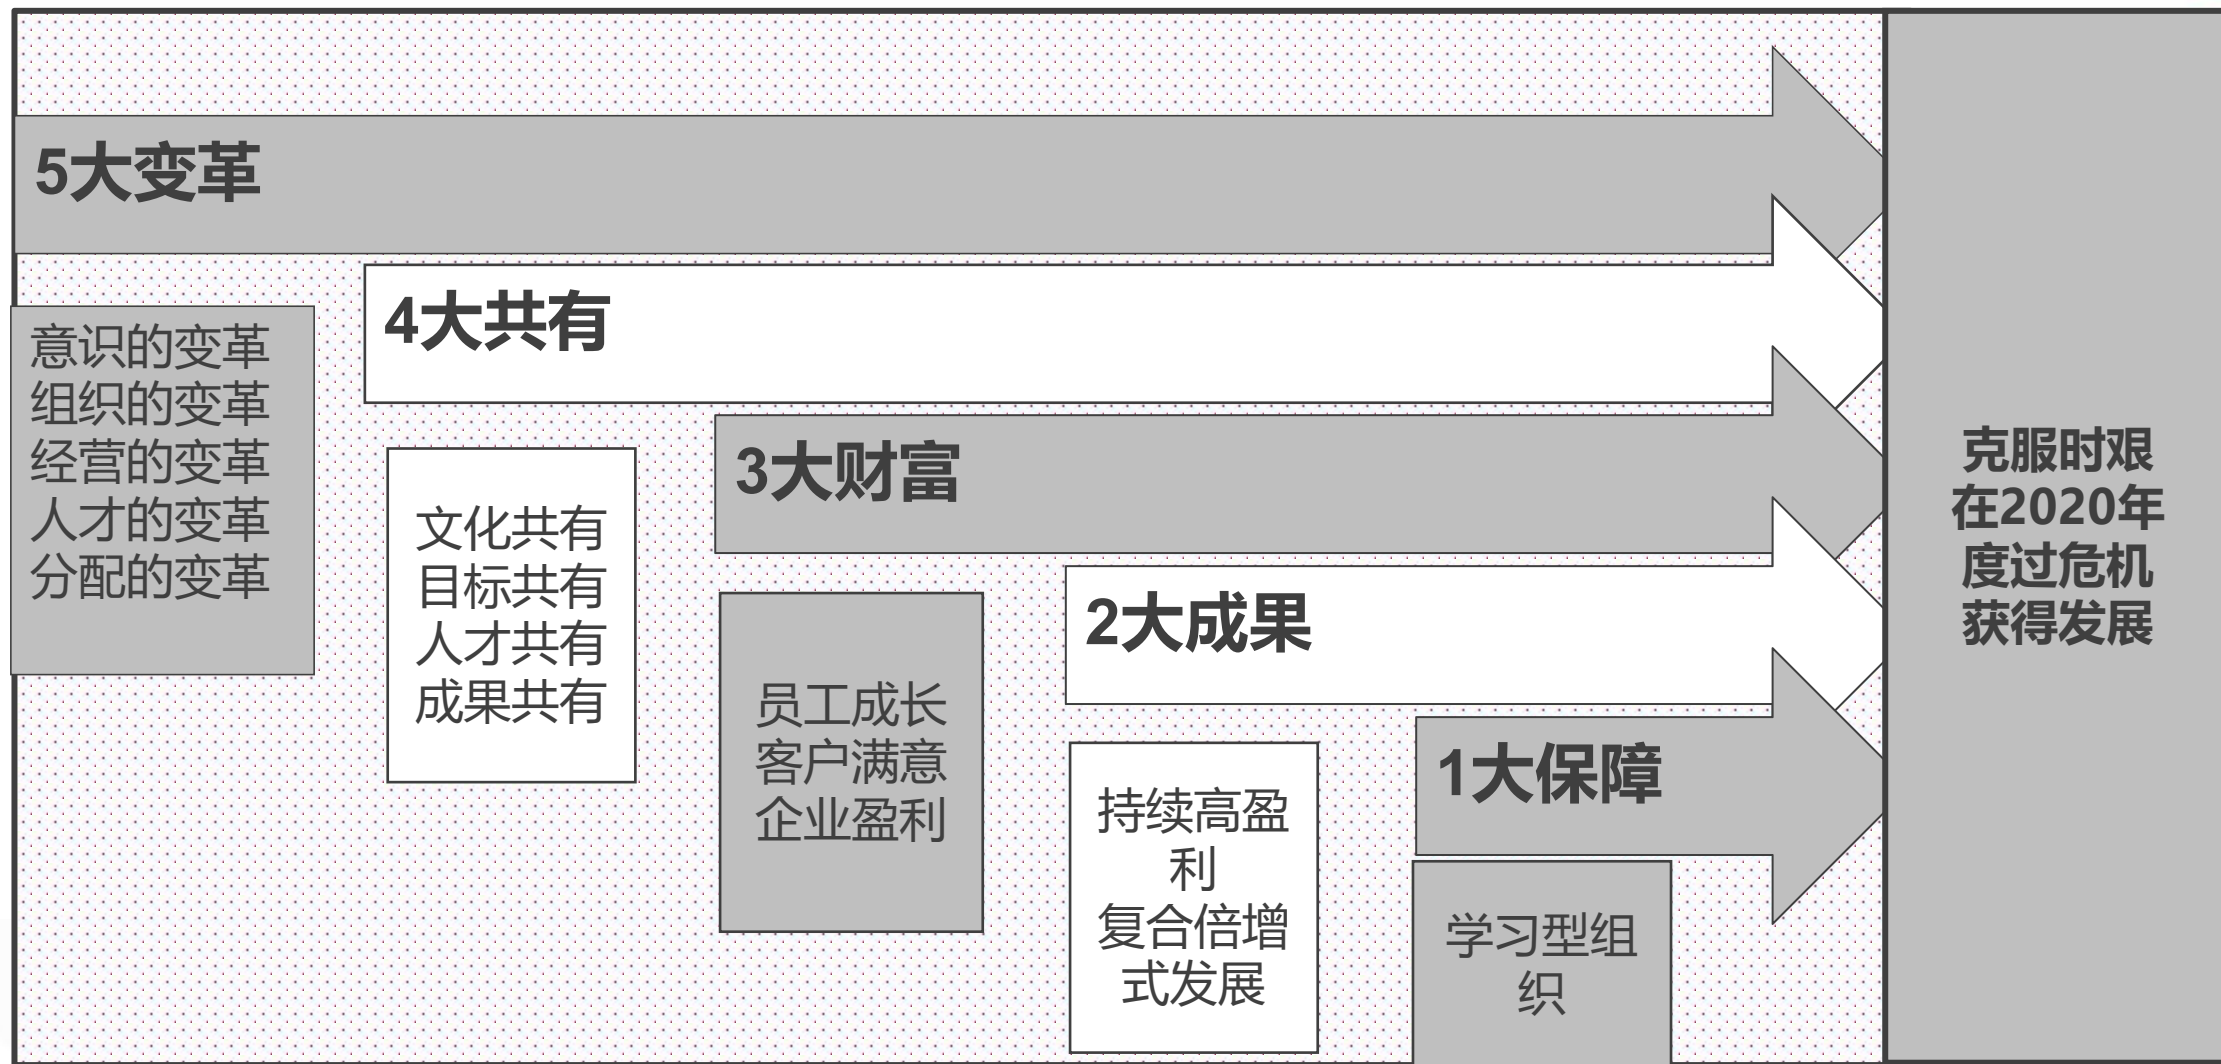 5大变革
意识的变革
组织的变革
经营的变革
人才的变革
分配的变革
4大共有
文化共有
目标共有
人才共有
成果共有
3大财富
员工成长
客户满意
企业盈利
2大成果
持续高盈
利
复合倍增
式发展
1大保障
学习型组
织
克服时艰
在2020年
度过危机
获得发展